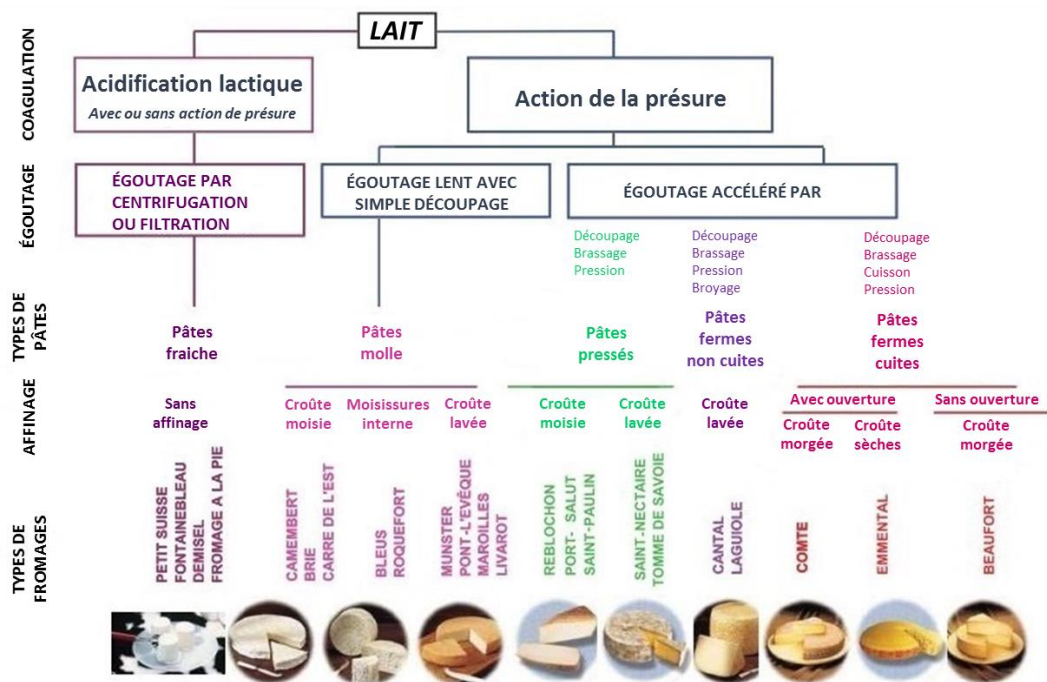 LAIT
COAGULATION
Acidification lactique
Avec ou sans action de présure
Action de la présure
ÉGOUTAGE
ÉGOUTAGE PAR
CENTRIFUGATION
OU FILTRATION
ÉGOUTAGE LENT AVEC
SIMPLE DÉCOUPAGE
ÉGOUTAGE ACCÉLÉRÉ PAR
Découpage
Brassage
Pression
Découpage
Brassage
Pression
Broyage
Découpage
Brassage
Cuisson
Pression
TYPES DE
PÂTES
Pâtes
fraiche
Pâtes
molle
Pâtes
pressés
Pâtes
fermes
non cuites
Pâtes
fermes
cuites
AFFINAGE
Sans
affinage
Croûte
moisie
Moisissures
interne
Croûte
lavée
Croûte
moisie
Croûte
lavée
Croûte
lavée
Avec ouverture
Croûte
morgée
Croûte
sèches
Sans ouverture
Croûte
morgée
TYPES DE
FROMAGES
PETIT SUISSE
FONTAINEBLEAU
DEMISEL
FROMAGE A LA PIE
CAMEMBERT
BRIE
CARRE DE L'EST
BLEUS
ROQUEFORT
MUNSTER
PONT-L'EVÊQUE
MAROILLES
LIVAROT
REBLOCHON
PORT- SALUT
SAINT-PAULIN
SAINT-NECTAIRE
TOMME DE SAVOIE
CANTAL
LAGUIOLE
COMTE
EMMENTAL
BEAUFORT